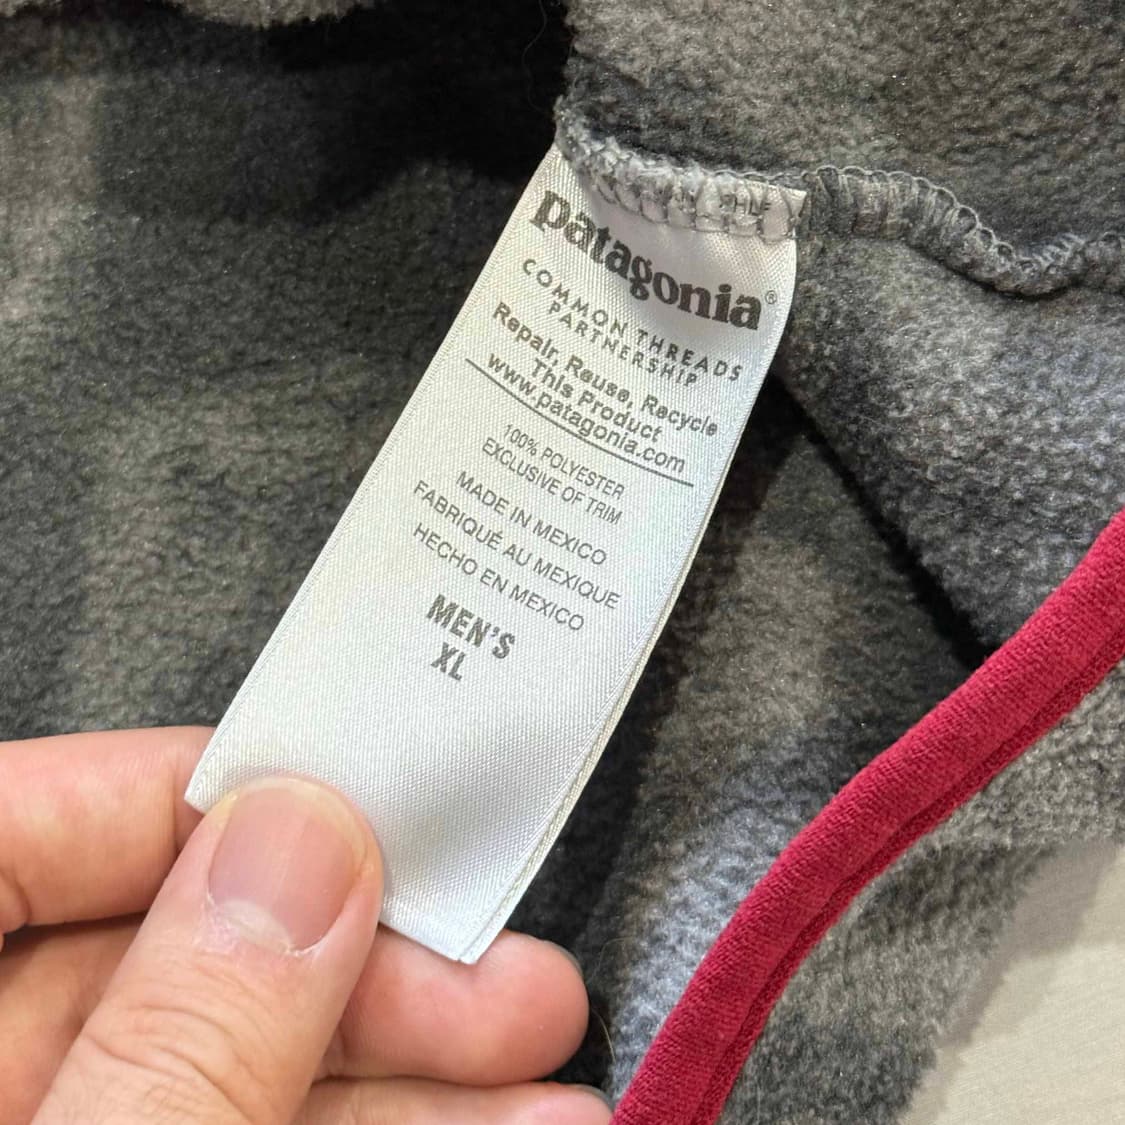 patagonia®
COMMON THREADS
PARTNERSHIP
Repair, Reuse, Recycle
This Product
www.patagonia.com
100% POLYESTER
EXCLUSIVE OF TRIM
MADE IN MEXICO
FABRIQUÉ AU MEXIQUE
HECHO EN MEXICO
MEN'S
XL